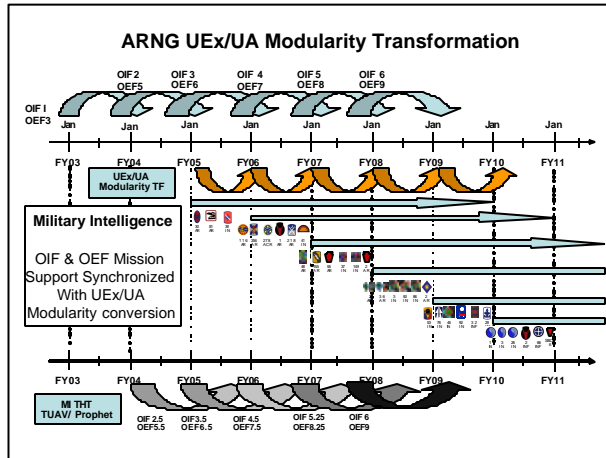 ARNG UEx/UA Modularity Transformation
OIF I
OEF3
OIF 2
OEF5
OIF 3
OEF6
OIF 4
OEF7
OIF 5
OEF8
OIF 6
OEF9
Jan Jan Jan Jan Jan Jan Jan Jan Jan
FY03 FY04 FY05 FY06 FY07 FY08 FY09 FY10 FY11
UEx/UA
Modularity TF
Military Intelligence
OIF & OEF Mission
Support Synchronized
With UEx/UA
Modularity conversion
FY03 FY04 FY05 FY06 FY07 FY08 FY09 FY10 FY11
MI THT
TUAV/ Prophet
OIF 2.5
OEF5.5
OIF3.5
OEF6.5
OIF 4.5
OEF7.5
OIF 5.25
OEF8.25
OIF 6
OEF9